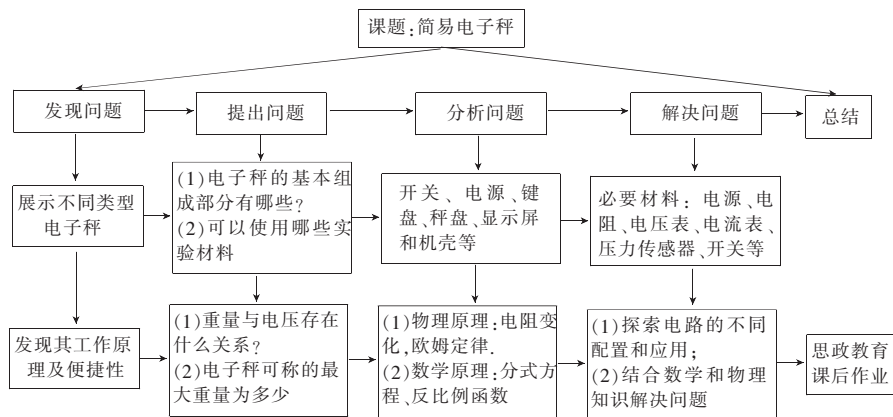 课题:简易电子秤
发现问题
提出问题
分析问题
解决问题
总结
展示不同类型
电子秤
(1)电子秤的基本组
成部分有哪些?
(2)可以使用哪些实
验材料
开关、电源、键
盘、秤盘、显示屏
和机壳等
必要材料:电源、电
阻、电压表、电流表、
压力传感器、开关等
发现其工作原
理及便捷性
(1)重量与电压存在
什么关系?
(2)电子秤可称的最
大重量为多少
(1)物理原理:电阻变
化,欧姆定律.
(2)数学原理:分式方
程、反比例函数
(1)探索电路的不同
配置和应用;
(2)结合数学和物理
知识解决问题
思政教育
课后作业